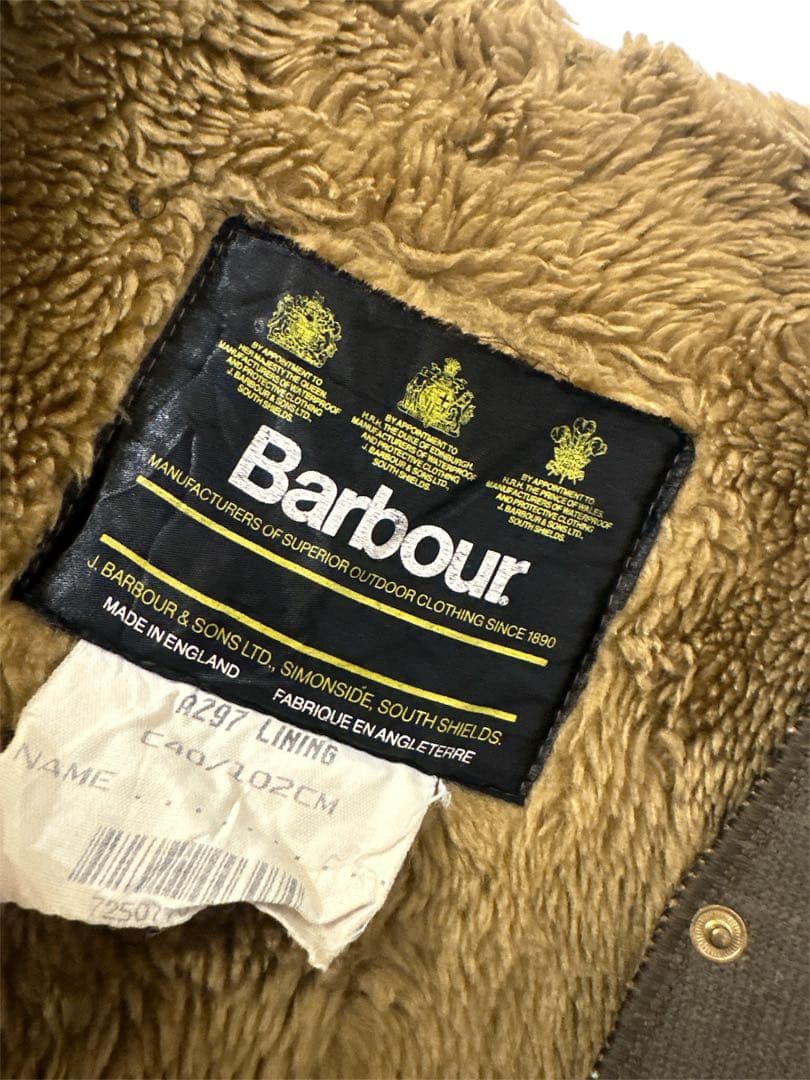 BY APPOINTMENT TO
HER MAJESTY THE QUEEN.
MANUFACTURERS OF WATERPROOF
AND PROTECTIVE CLOTHING
J. BARBOUR & SONS LTD.,
SOUTH SHIELDS.
BY APPOINTMENT TO
H.R.H. THE DUKE OF EDINBURGH.
MANUFACTURERS OF WATERPROOF
AND PROTECTIVE CLOTHING
J. BARBOUR & SONS LTD.,
SOUTH SHIELDS.
BY APPOINTMENT TO
H.R.H. THE PRINCE OF WALES.
MANUFACTURERS OF WATERPROOF
AND PROTECTIVE CLOTHING
J. BARBOUR & SONS LTD.
SOUTH SHIELDS.
Barbour
MANUFACTURERS OF SUPERIOR OUTDOOR CLOTHING SINCE 1890
J. BARBOUR & SONS LTD., SIMONSIDE, SOUTH SHIELDS.
MADE IN ENGLAND FABRIQUE EN ANGLETERRE
A297 LINING
C40/102CM
NAME